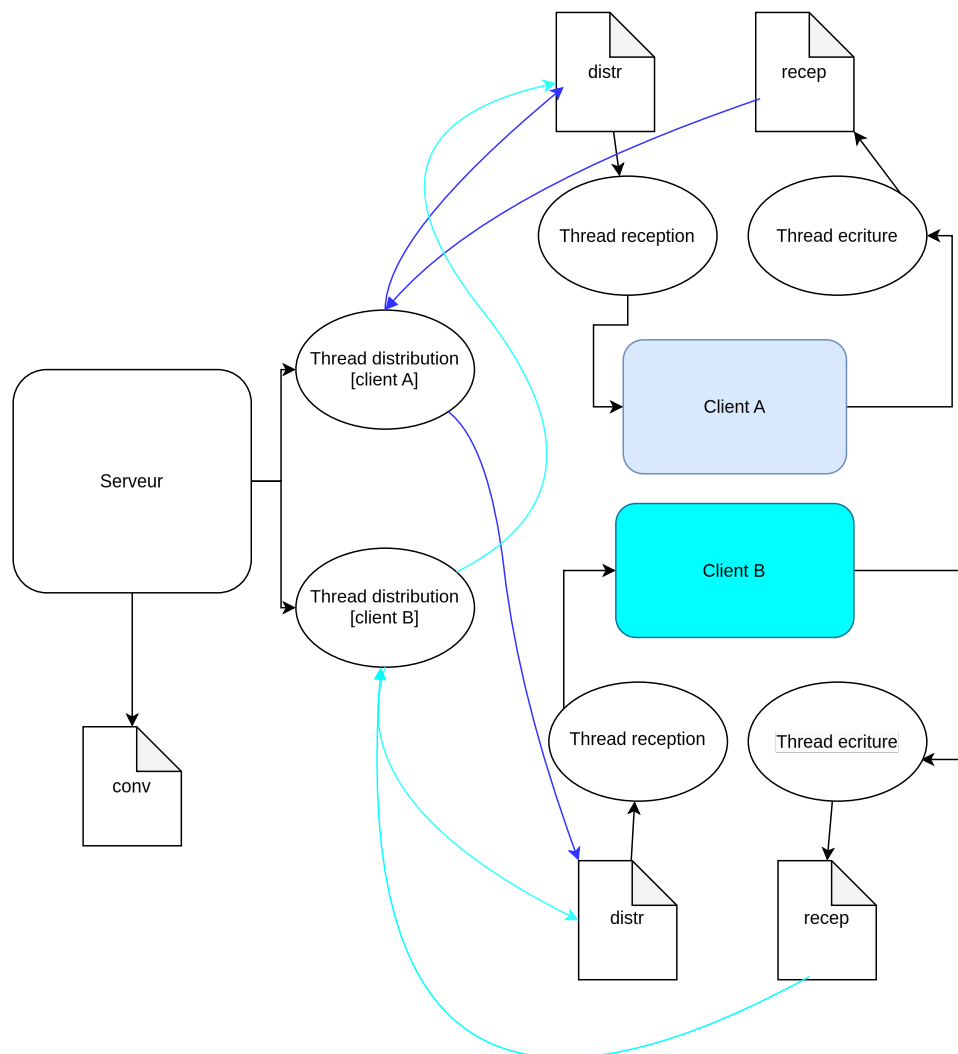 distr
recep
Thread reception
Thread ecriture
Thread distribution
[client A]
Client A
Serveur
Client B
Thread distribution
[client B]
Thread reception
Thread ecriture
conv
distr
recep